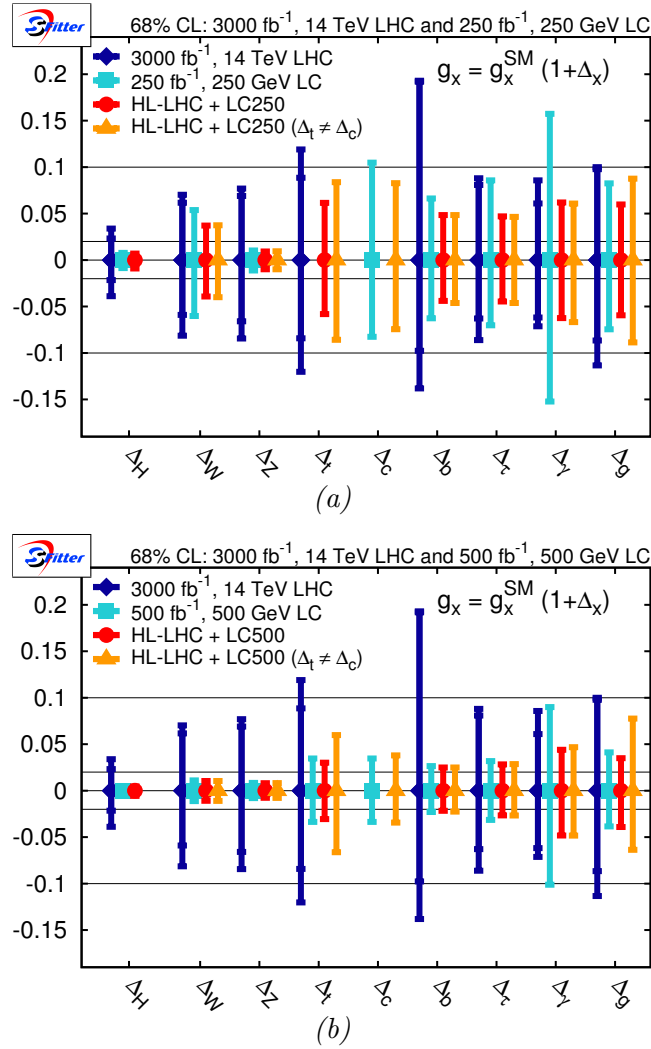 SFitter
68% CL: 3000 fb⁻¹, 14 TeV LHC and 250 fb⁻¹, 250 GeV LC
3000 fb⁻¹, 14 TeV LHC
250 fb⁻¹, 250 GeV LC
HL-LHC + LC250
HL-LHC + LC250 (Δt ≠ Δc)
gₓ = gₓ^SM (1+Δₓ)
0.2
0.15
0.1
0.05
0
-0.05
-0.1
-0.15
ΔH ΔW ΔZ Δt Δc Δb Δτ Δγ Δg
(a)
SFitter
68% CL: 3000 fb⁻¹, 14 TeV LHC and 500 fb⁻¹, 500 GeV LC
3000 fb⁻¹, 14 TeV LHC
500 fb⁻¹, 500 GeV LC
HL-LHC + LC500
HL-LHC + LC500 (Δt ≠ Δc)
gₓ = gₓ^SM (1+Δₓ)
0.2
0.15
0.1
0.05
0
-0.05
-0.1
-0.15
ΔH ΔW ΔZ Δt Δc Δb Δτ Δγ Δg
(b)